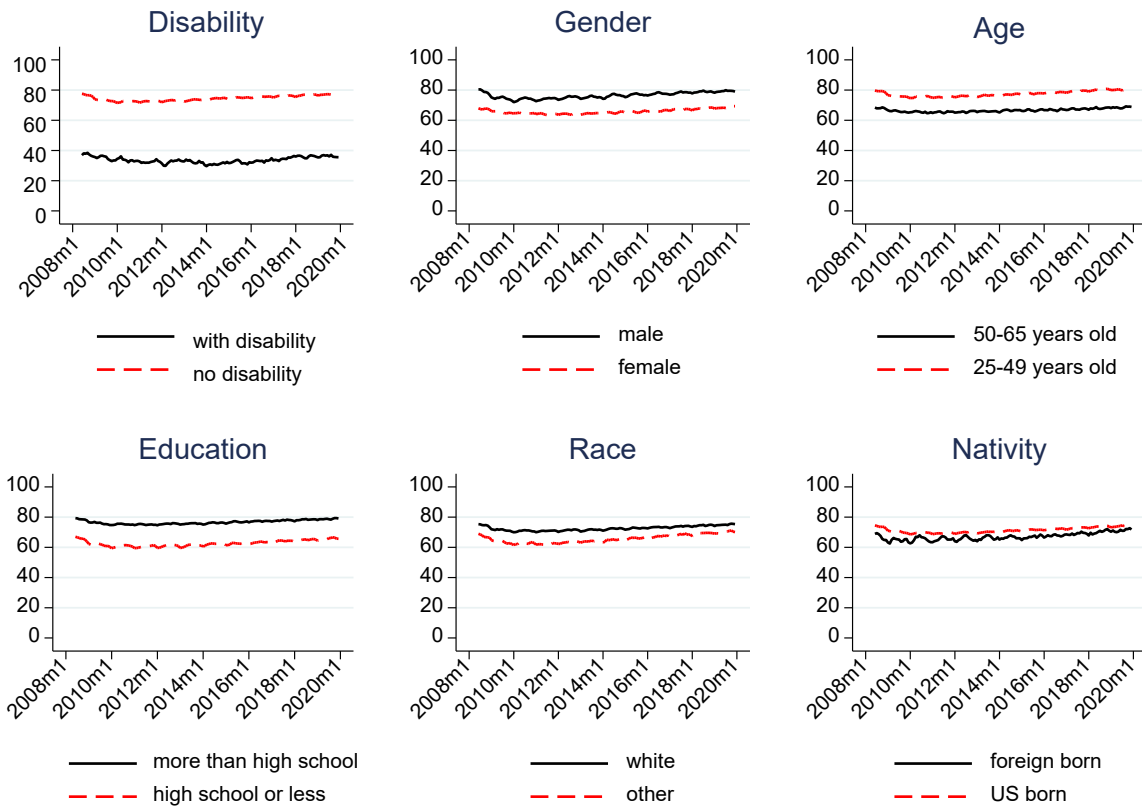 Disability
100
80
60
40
20
0
2008m1
2010m1
2012m1
2014m1
2016m1
2018m1
2020m1
with disability
no disability
Gender
100
80
60
40
20
0
2008m1
2010m1
2012m1
2014m1
2016m1
2018m1
2020m1
male
female
Age
100
80
60
40
20
0
2008m1
2010m1
2012m1
2014m1
2016m1
2018m1
2020m1
50-65 years old
25-49 years old
Education
100
80
60
40
20
0
2008m1
2010m1
2012m1
2014m1
2016m1
2018m1
2020m1
more than high school
high school or less
Race
100
80
60
40
20
0
2008m1
2010m1
2012m1
2014m1
2016m1
2018m1
2020m1
white
other
Nativity
100
80
60
40
20
0
2008m1
2010m1
2012m1
2014m1
2016m1
2018m1
2020m1
foreign born
US born